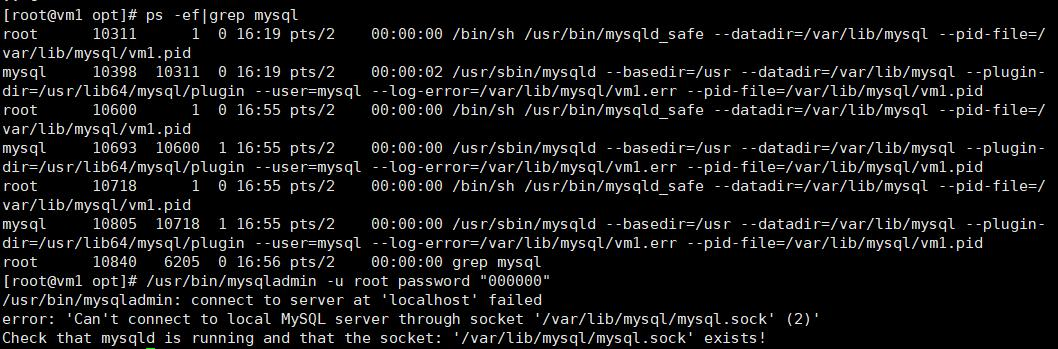 [root@vm1 opt]# ps -ef|grep mysql
root     10311     1  0 16:19 pts/2    00:00:00 /bin/sh /usr/bin/mysqld_safe --datadir=/var/lib/mysql --pid-file=/
var/lib/mysql/vm1.pid
mysql    10398 10311  0 16:19 pts/2    00:00:02 /usr/sbin/mysqld --basedir=/usr --datadir=/var/lib/mysql --plugin-
dir=/usr/lib64/mysql/plugin --user=mysql --log-error=/var/lib/mysql/vm1.err --pid-file=/var/lib/mysql/vm1.pid
root     10600     1  0 16:55 pts/2    00:00:00 /bin/sh /usr/bin/mysqld_safe --datadir=/var/lib/mysql --pid-file=/
var/lib/mysql/vm1.pid
mysql    10693 10600  1 16:55 pts/2    00:00:00 /usr/sbin/mysqld --basedir=/usr --datadir=/var/lib/mysql --plugin-
dir=/usr/lib64/mysql/plugin --user=mysql --log-error=/var/lib/mysql/vm1.err --pid-file=/var/lib/mysql/vm1.pid
root     10718     1  0 16:55 pts/2    00:00:00 /bin/sh /usr/bin/mysqld_safe --datadir=/var/lib/mysql --pid-file=/
var/lib/mysql/vm1.pid
mysql    10805 10718  1 16:55 pts/2    00:00:00 /usr/sbin/mysqld --basedir=/usr --datadir=/var/lib/mysql --plugin-
dir=/usr/lib64/mysql/plugin --user=mysql --log-error=/var/lib/mysql/vm1.err --pid-file=/var/lib/mysql/vm1.pid
root     10840  6205  0 16:56 pts/2    00:00:00 grep mysql
[root@vm1 opt]# /usr/bin/mysqladmin -u root password "000000"
/usr/bin/mysqladmin: connect to server at 'localhost' failed
error: 'Can't connect to local MySQL server through socket '/var/lib/mysql/mysql.sock' (2)'
Check that mysqld is running and that the socket: '/var/lib/mysql/mysql.sock' exists!